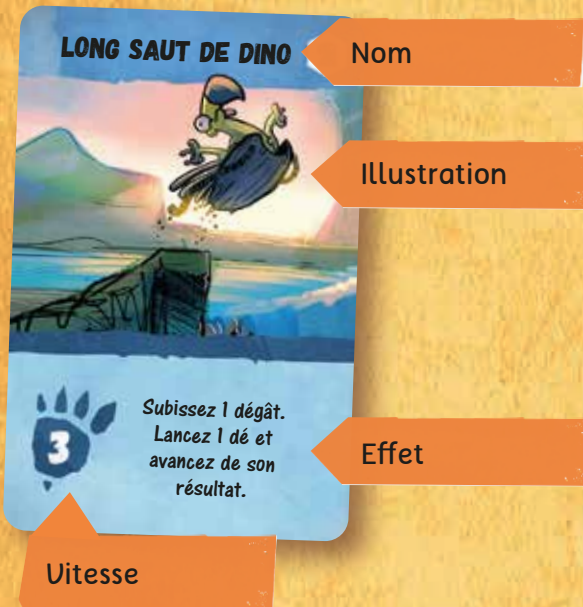 LONG SAUT DE DINO
Nom
Illustration
3
Subissez 1 dégât.
Lancez 1 dé et
avancez de son
résultat.
Effet
Vitesse